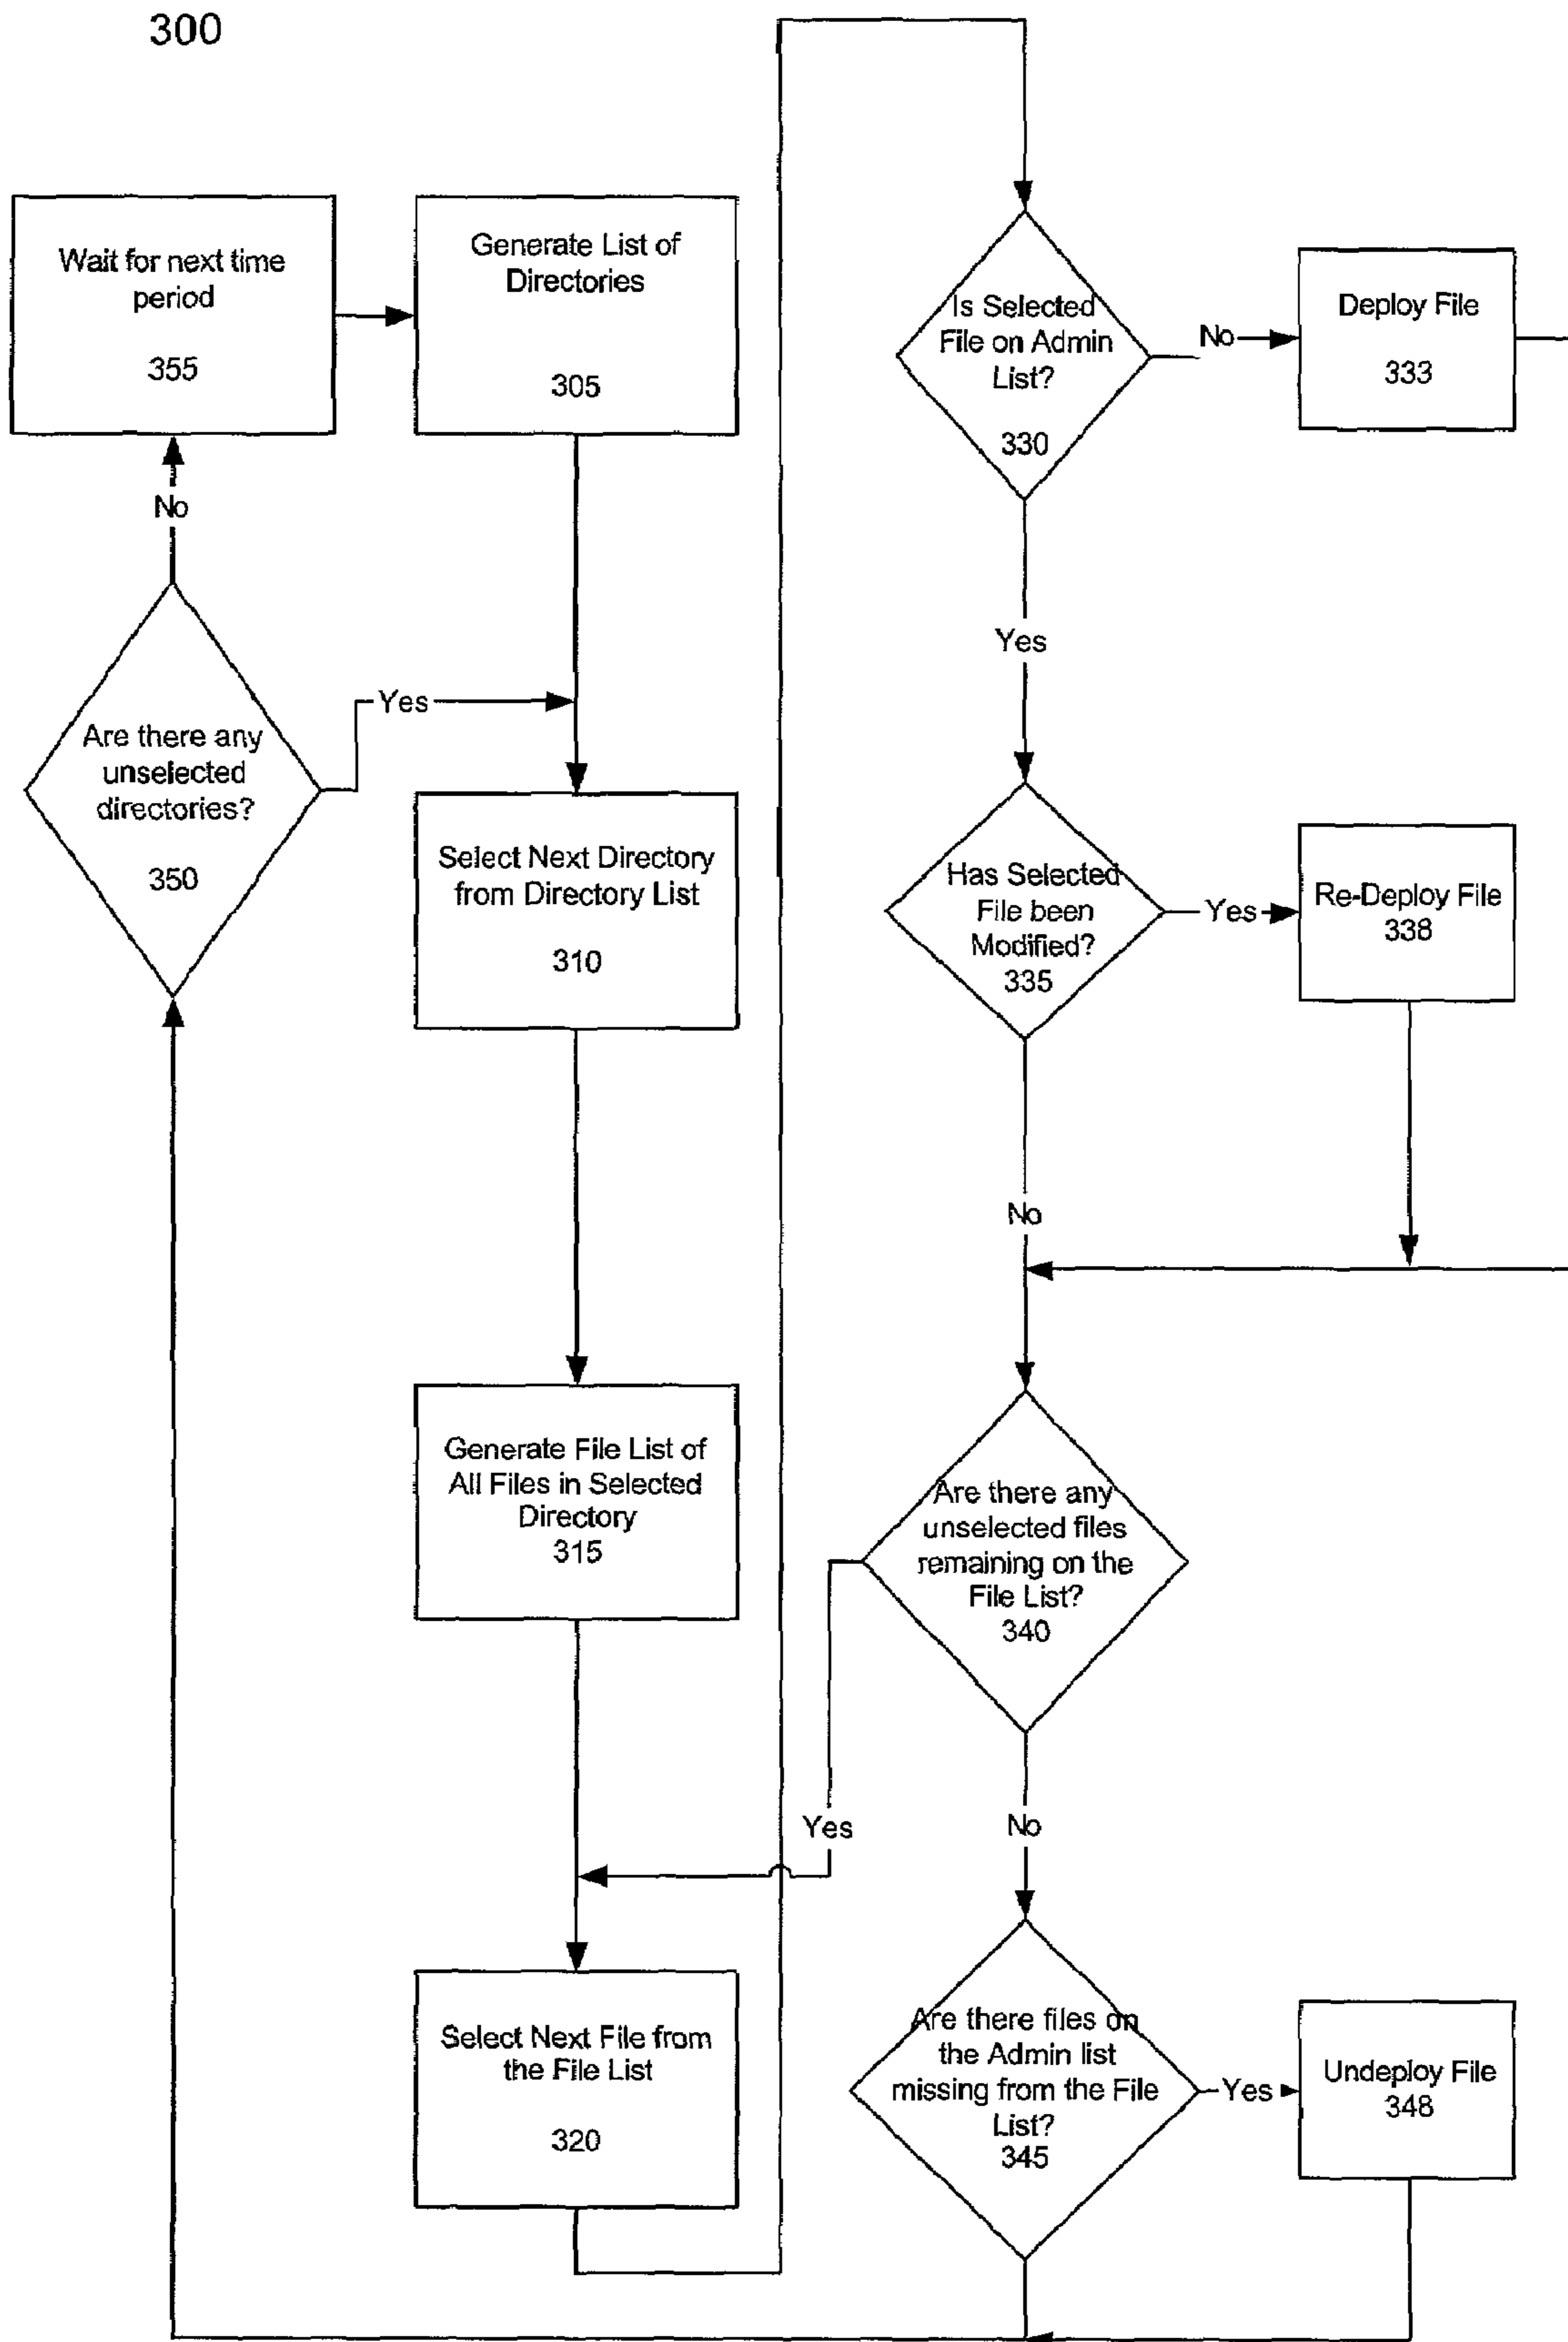 300
Wait for next time
period
355
Generate List of
Directories
305
No
Are there any
unselected
directories?
350
Yes
Select Next Directory
from Directory List
310
Generate File List of
All Files in Selected
Directory
315
Select Next File from
the File List
320
Is Selected
File on Admin
List?
330
No
Deploy File
333
Yes
Has Selected
File been
Modified?
335
Yes
Re-Deploy File
338
No
Are there any
unselected files
remaining on the
File List?
340
Yes
No
Are there files on
the Admin list
missing from the File
List?
345
Yes
Undeploy File
348